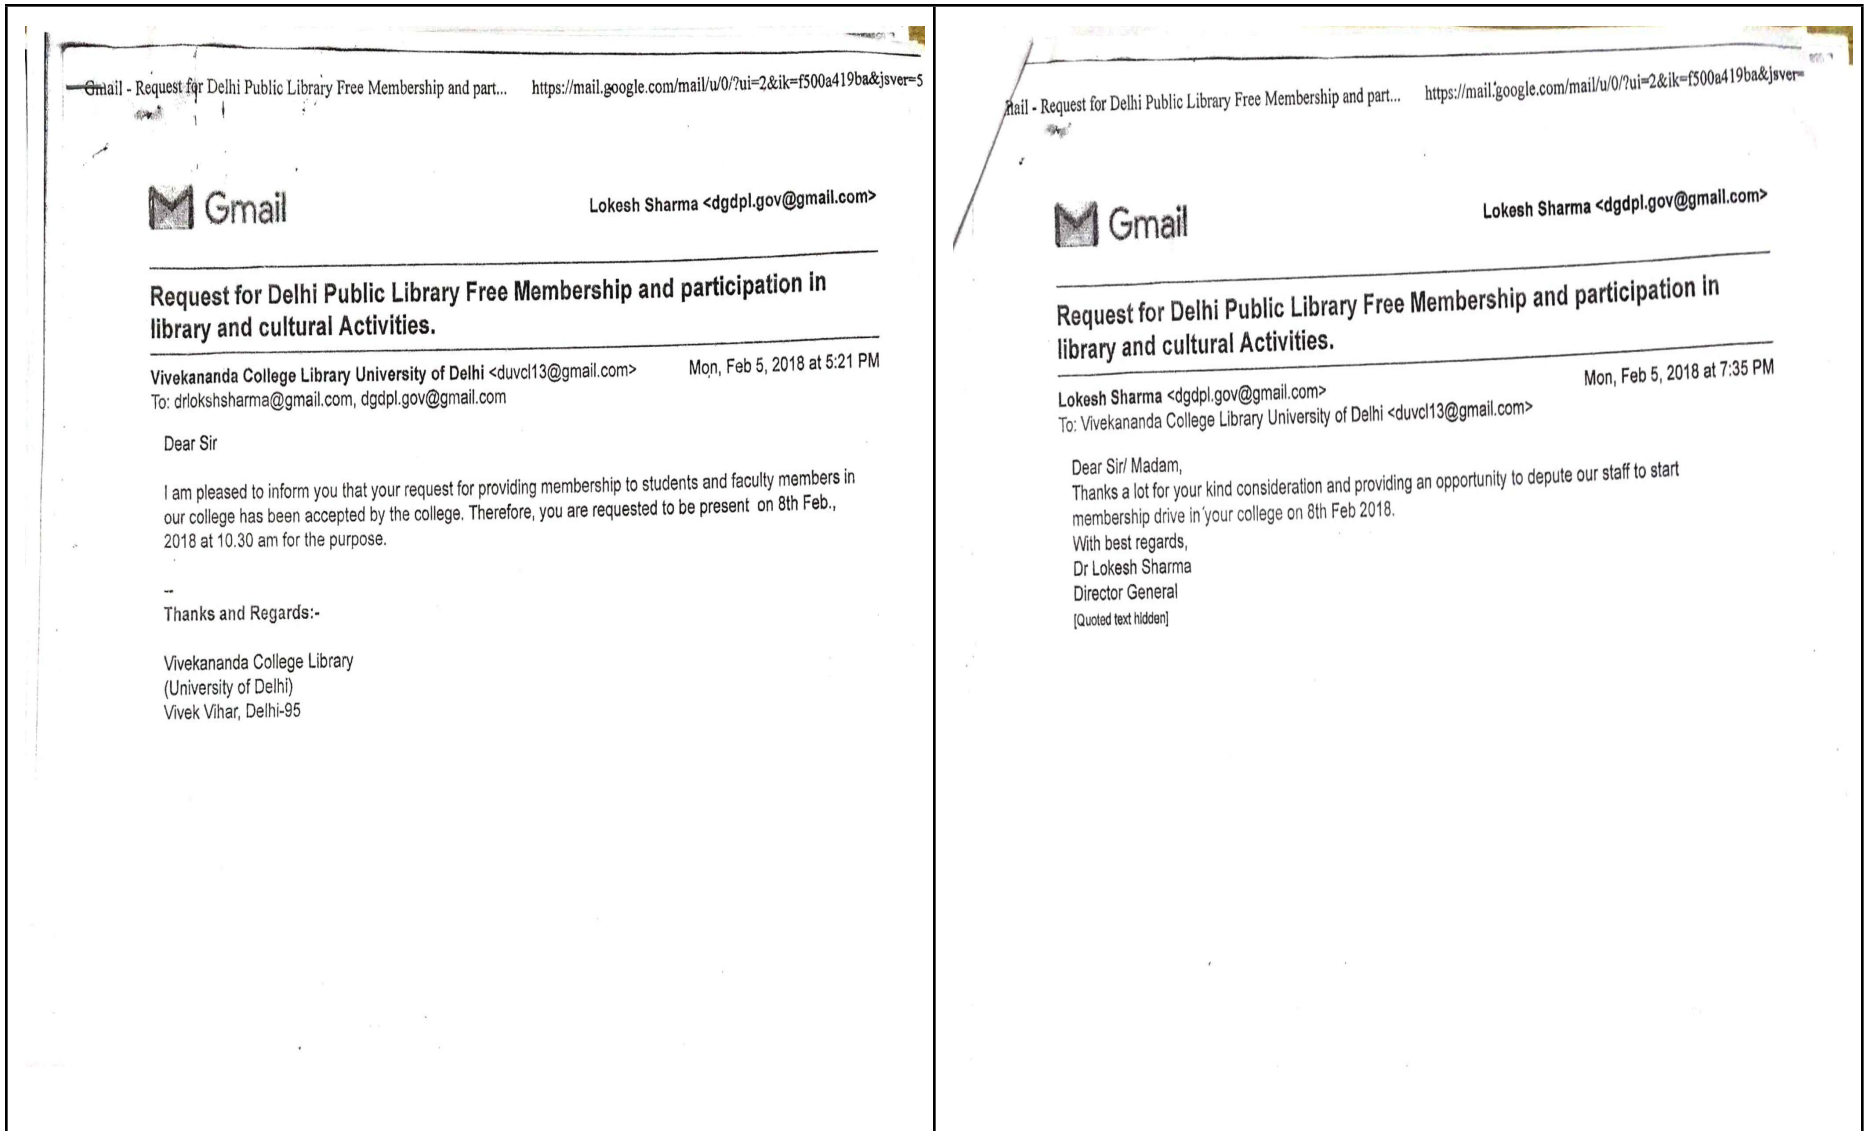 Gmail - Request for Delhi Public Library Free Membership and part... https://mail.google.com/mail/u/0/?ui=2&ik=f500a419ba&jsver=5
Gmail
Lokesh Sharma <dgdpl.gov@gmail.com>
Request for Delhi Public Library Free Membership and participation in
library and cultural Activities.
Vivekananda College Library University of Delhi <duvcl13@gmail.com> Mon, Feb 5, 2018 at 5:21 PM
To: drlokshsharma@gmail.com, dgdpl.gov@gmail.com
Dear Sir
I am pleased to inform you that your request for providing membership to students and faculty members in
our college has been accepted by the college. Therefore, you are requested to be present on 8th Feb.,
2018 at 10.30 am for the purpose.
--
Thanks and Regards:-
Vivekananda College Library
(University of Delhi)
Vivek Vihar, Delhi-95
ail - Request for Delhi Public Library Free Membership and part... https://mail.google.com/mail/u/0/?ui=2&ik=f500a419ba&jsver=
Gmail
Lokesh Sharma <dgdpl.gov@gmail.com>
Request for Delhi Public Library Free Membership and participation in
library and cultural Activities.
Lokesh Sharma <dgdpl.gov@gmail.com> Mon, Feb 5, 2018 at 7:35 PM
To: Vivekananda College Library University of Delhi <duvcl13@gmail.com>
Dear Sir/ Madam,
Thanks a lot for your kind consideration and providing an opportunity to depute our staff to start
membership drive in your college on 8th Feb 2018.
With best regards,
Dr Lokesh Sharma
Director General
[Quoted text hidden]